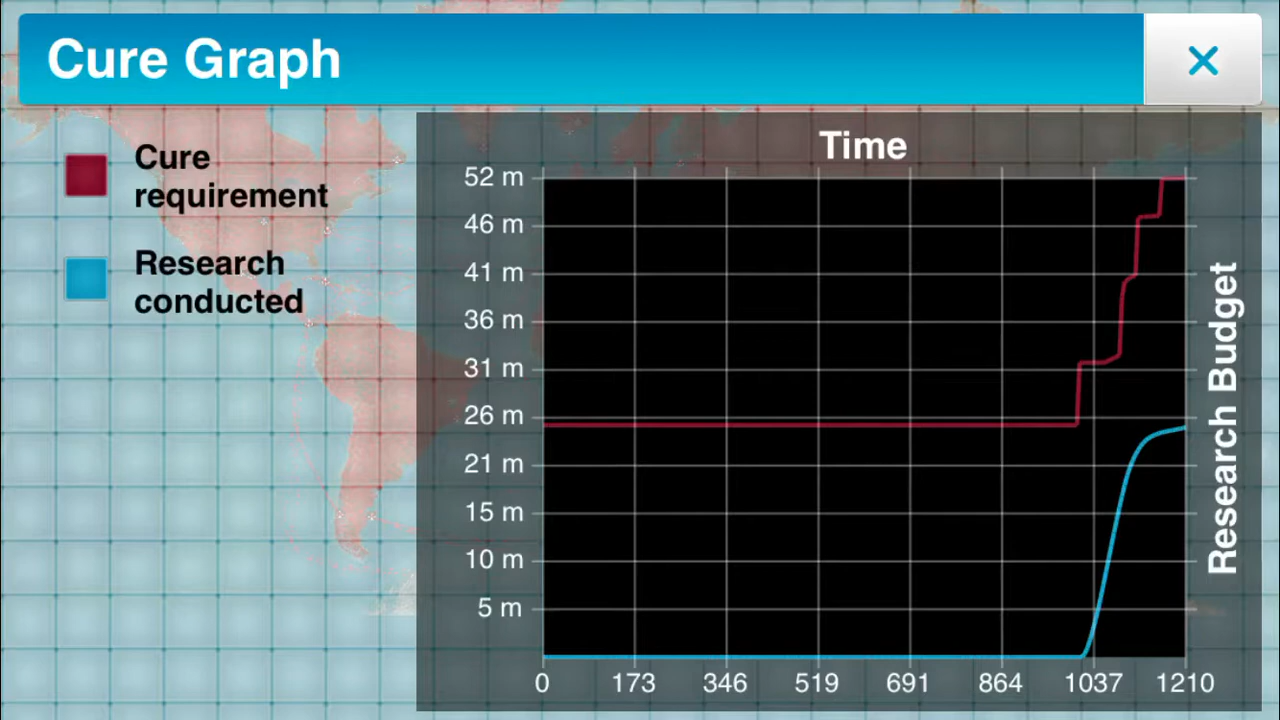 Cure Graph
×
Cure
requirement
Research
conducted
Time
52 m
46 m
41 m
36 m
31 m
26 m
21 m
15 m
10 m
5 m
0 173 346 519 691 864 1037 1210
Research Budget